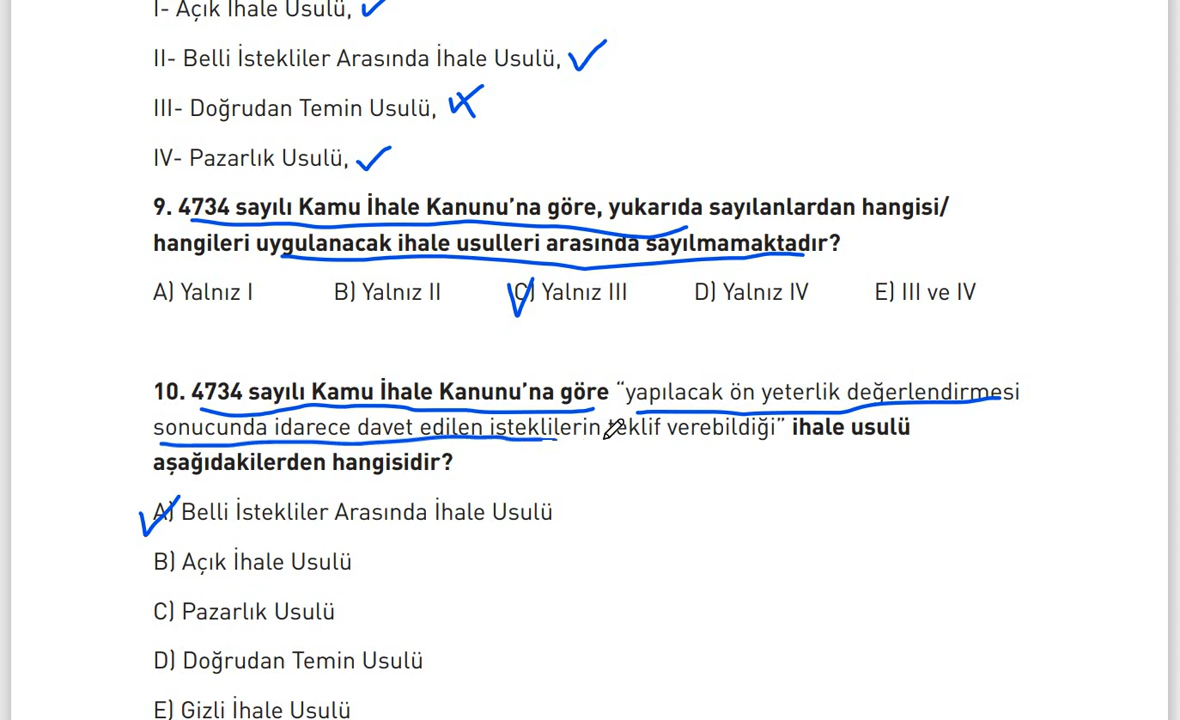 I- Açık İhale Usulü,
II- Belli İstekliler Arasında İhale Usulü,
III- Doğrudan Temin Usulü,
IV- Pazarlık Usulü,
9. 4734 sayılı Kamu İhale Kanunu’na göre, yukarıda sayılanlardan hangisi/
hangileri uygulanacak ihale usulleri arasında sayılmamaktadır?
A) Yalnız I B) Yalnız II C) Yalnız III D) Yalnız IV E) III ve IV
10. 4734 sayılı Kamu İhale Kanunu’na göre “yapılacak ön yeterlik değerlendirmesi
sonucunda idarece davet edilen isteklilerin teklif verebildiği” ihale usulü
aşağıdakilerden hangisidir?
A) Belli İstekliler Arasında İhale Usulü
B) Açık İhale Usulü
C) Pazarlık Usulü
D) Doğrudan Temin Usulü
E) Gizli İhale Usulü